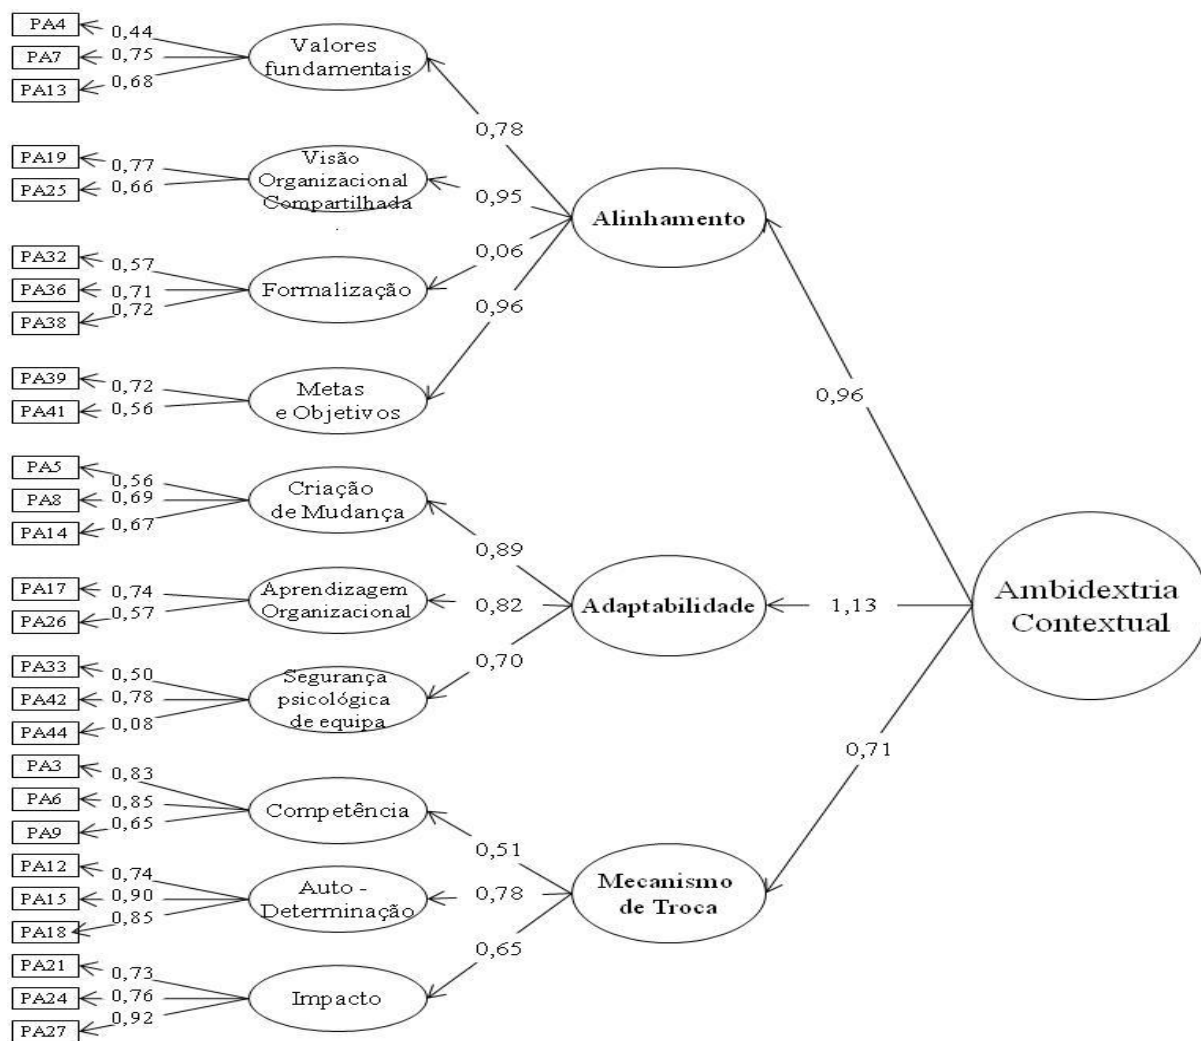 PA4
0,44
PA7
0,75
PA13
0,68
Valores
fundamentais
0,78
PA19
0,77
PA25
0,66
Visão
Organizacional
Compartilhada
.
0,95
PA32
0,57
PA36
0,71
PA38
0,72
Formalização
0,06
PA39
0,72
PA41
0,56
Metas
e Objetivos
0,96
Alinhamento
0,96
PA5
0,56
PA8
0,69
PA14
0,67
Criação
de Mudança
0,89
PA17
0,74
PA26
0,57
Aprendizagem
Organizacional
0,82
PA33
0,50
PA42
0,78
PA44
0,08
Segurança
psicológica
de equipa
0,70
Adaptabilidade
1,13
Ambidextria
Contextual
PA3
0,83
PA6
0,85
PA9
0,65
Competência
0,51
PA12
0,74
PA15
0,90
PA18
0,85
Auto -
Determinação
0,78
PA21
0,73
PA24
0,76
PA27
0,92
Impacto
0,65
Mecanismo
de Troca
0,71